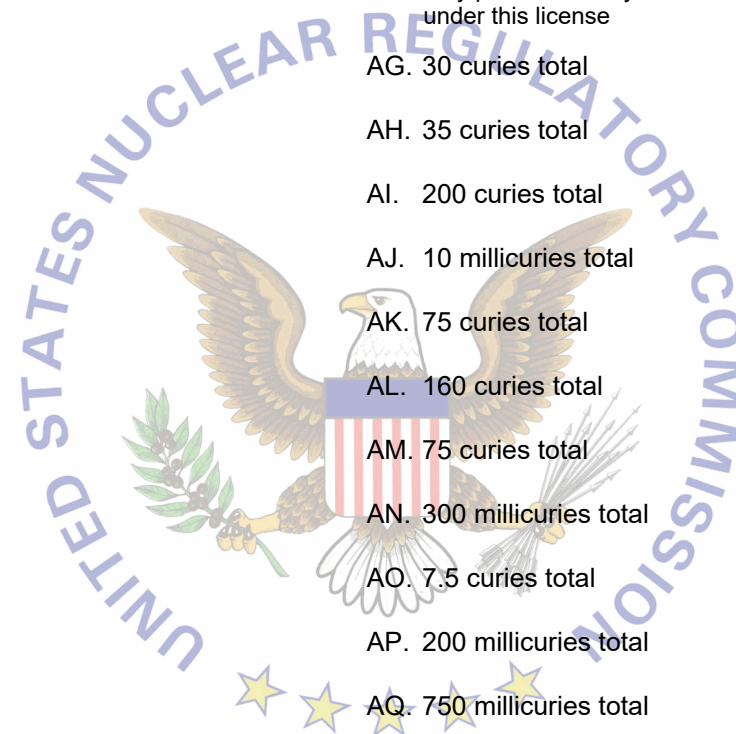 under this license
AG. 30 curies total
AH. 35 curies total
AI. 200 curies total
AJ. 10 millicuries total
AK. 75 curies total
AL. 160 curies total
AM. 75 curies total
AN. 300 millicuries total
AO. 7.5 curies total
AP. 200 millicuries total
AQ. 750 millicuries total
UNITED STATES NUCLEAR REGULATORY COMMISSION